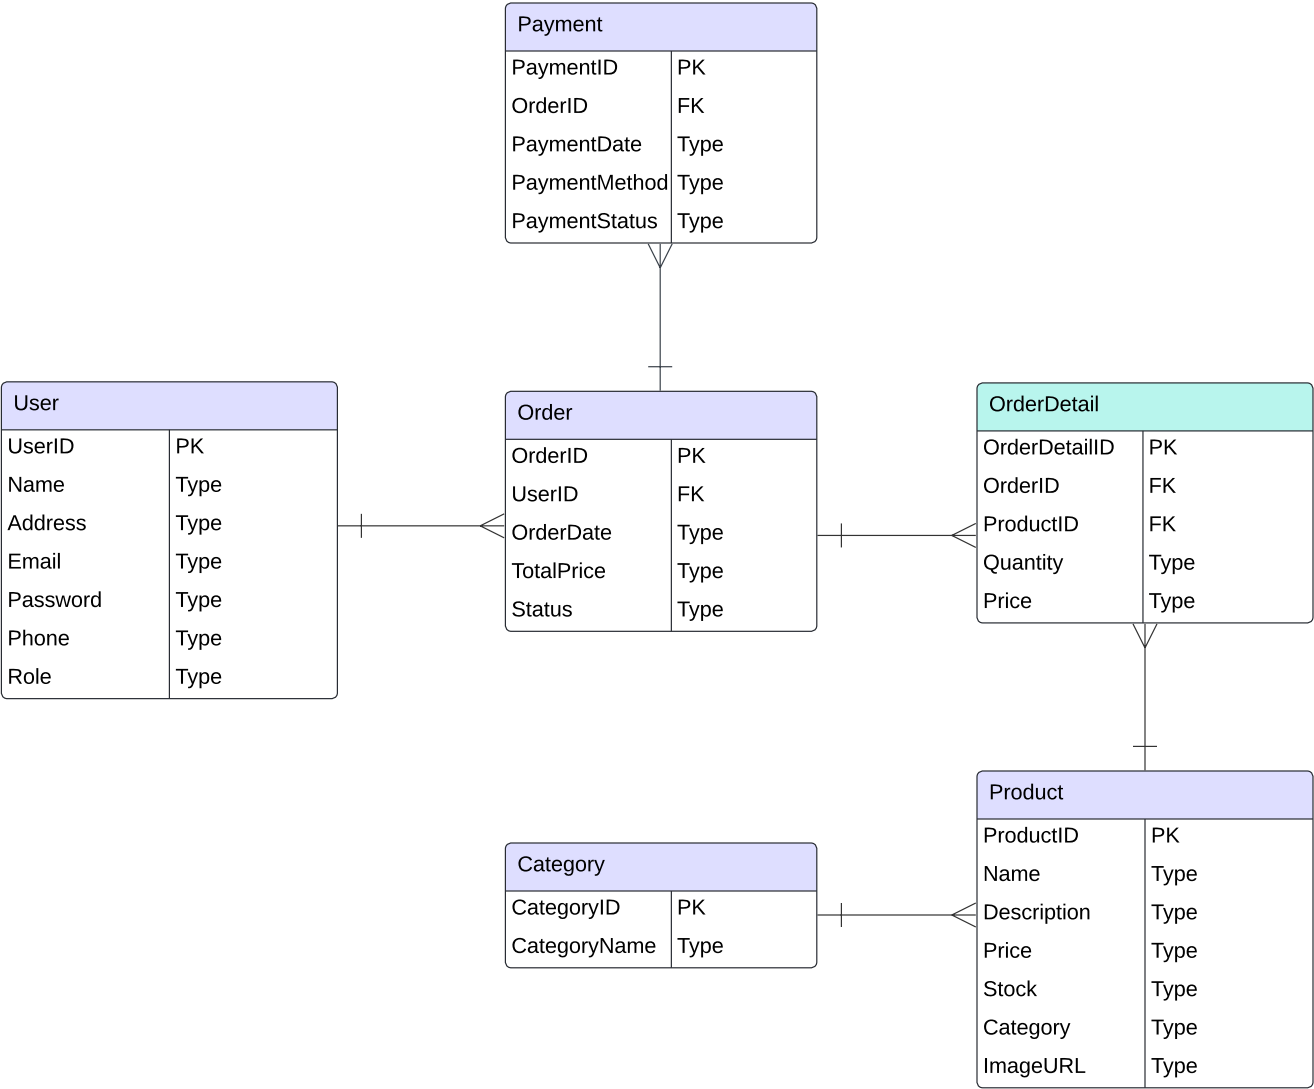 Payment
PaymentID PK
OrderID FK
PaymentDate Type
PaymentMethod Type
PaymentStatus Type
User
UserID PK
Name Type
Address Type
Email Type
Password Type
Phone Type
Role Type
Order
OrderID PK
UserID FK
OrderDate Type
TotalPrice Type
Status Type
OrderDetail
OrderDetailID PK
OrderID FK
ProductID FK
Quantity Type
Price Type
Category
CategoryID PK
CategoryName Type
Product
ProductID PK
Name Type
Description Type
Price Type
Stock Type
Category Type
ImageURL Type